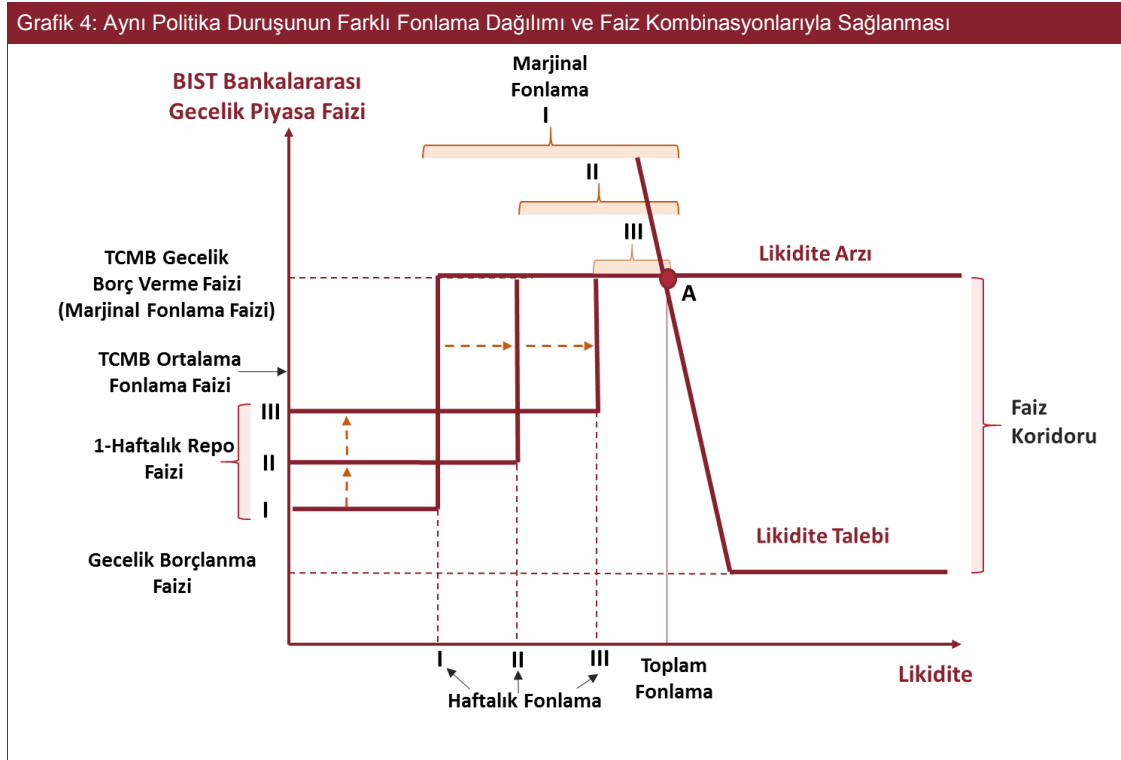 Grafik 4: Aynı Politika Duruşunun Farklı Fonlama Dağılımı ve Faiz Kombinasyonlarıyla Sağlanması
Marjinal
Fonlama
I
BIST Bankalararası
Gecelik Piyasa Faizi
II
III
TCMB Gecelik
Borç Verme Faizi
(Marjinal Fonlama Faizi)
Likidite Arzı
A
TCMB Ortalama
Fonlama Faizi
III
1-Haftalık Repo
Faizi
II
I
Faiz
Koridoru
Gecelik Borçlanma
Faizi
Likidite Talebi
I
II
III
Haftalık Fonlama
Toplam
Fonlama
Likidite